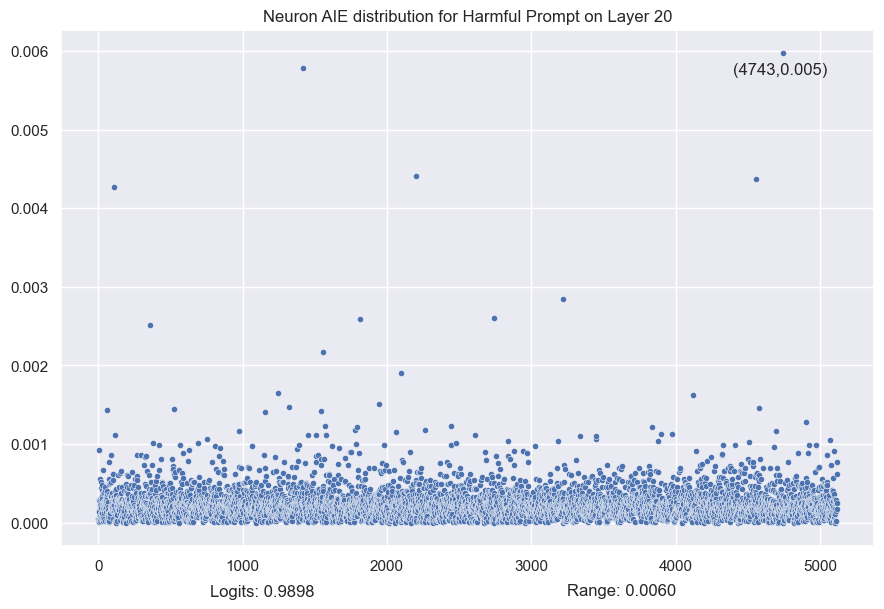 Neuron AIE distribution for Harmful Prompt on Layer 20
0.006
(4743,0.005)
0.005
0.004
0.003
0.002
0.001
0.000
0 1000 2000 3000 4000 5000
Logits: 0.9898 Range: 0.0060